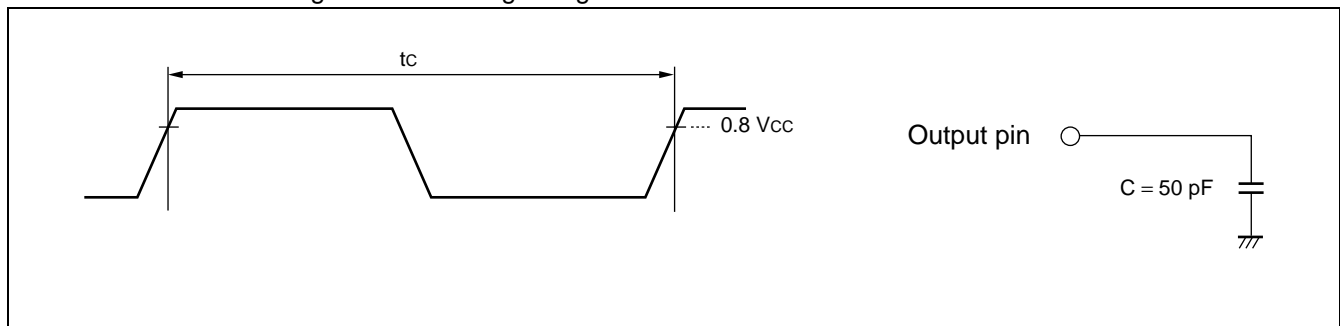 tC
0.8 VCC
Output pin
C = 50 pF